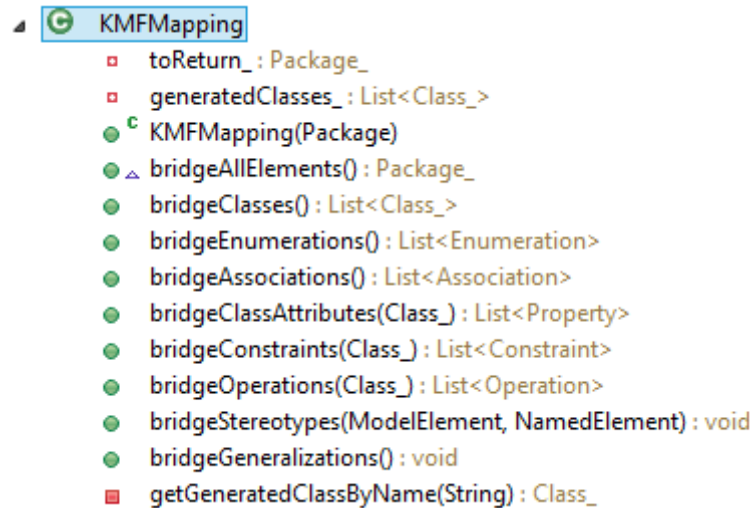 KMFMapping
toReturn_ : Package_
generatedClasses_ : List<Class_>
KMFMapping(Package)
bridgeAllElements() : Package_
bridgeClasses() : List<Class_>
bridgeEnumerations() : List<Enumeration>
bridgeAssociations() : List<Association>
bridgeClassAttributes(Class_) : List<Property>
bridgeConstraints(Class_) : List<Constraint>
bridgeOperations(Class_) : List<Operation>
bridgeStereotypes(ModelElement, NamedElement) : void
bridgeGeneralizations() : void
getGeneratedClassByName(String) : Class_